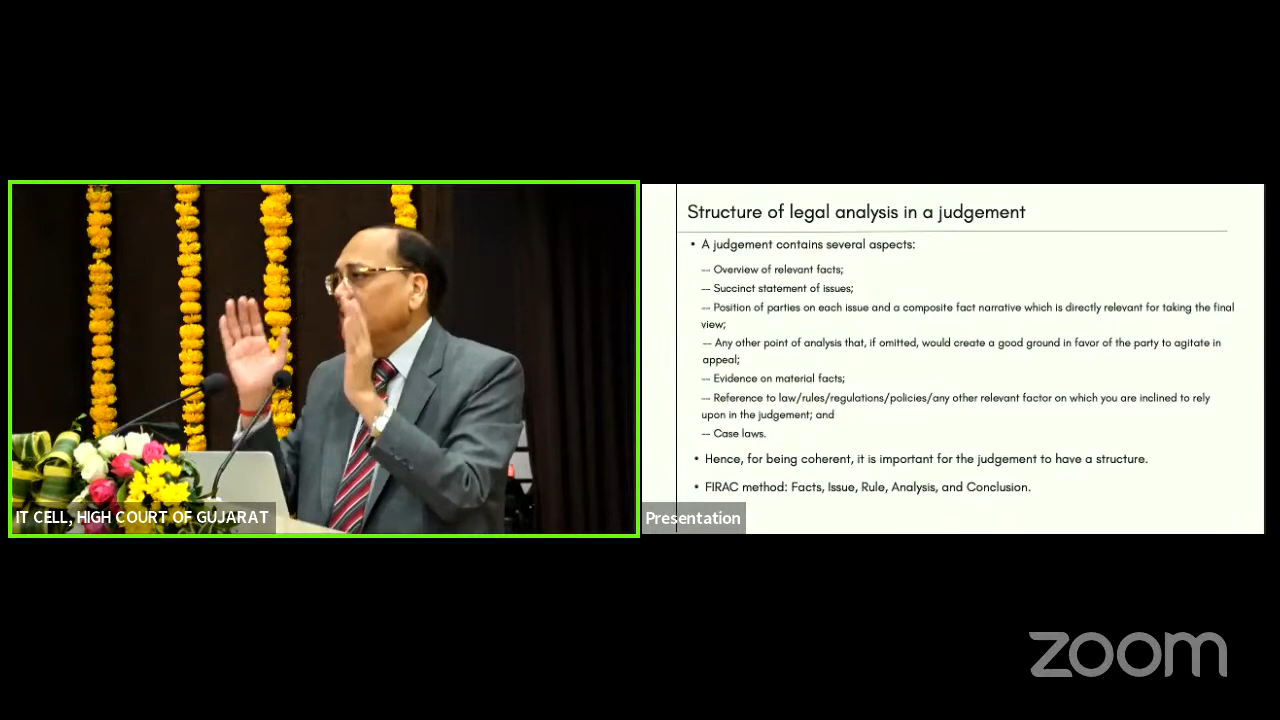 Structure of legal analysis in a judgement
• A judgement contains several aspects:
-- Overview of relevant facts;
-- Succinct statement of issues;
-- Position of parties on each issue and a composite fact narrative which is directly relevant for taking the final
view;
-- Any other point of analysis that, if omitted, would create a good ground in favor of the party to agitate in
appeal;
-- Evidence on material facts;
-- Reference to law/rules/regulations/policies/any other relevant factor on which you are inclined to rely
upon in the judgement; and
-- Case laws.
• Hence, for being coherent, it is important for the judgement to have a structure.
• FIRAC method: Facts, Issue, Rule, Analysis, and Conclusion.
IT CELL, HIGH COURT OF GUJARAT
Presentation
zoom